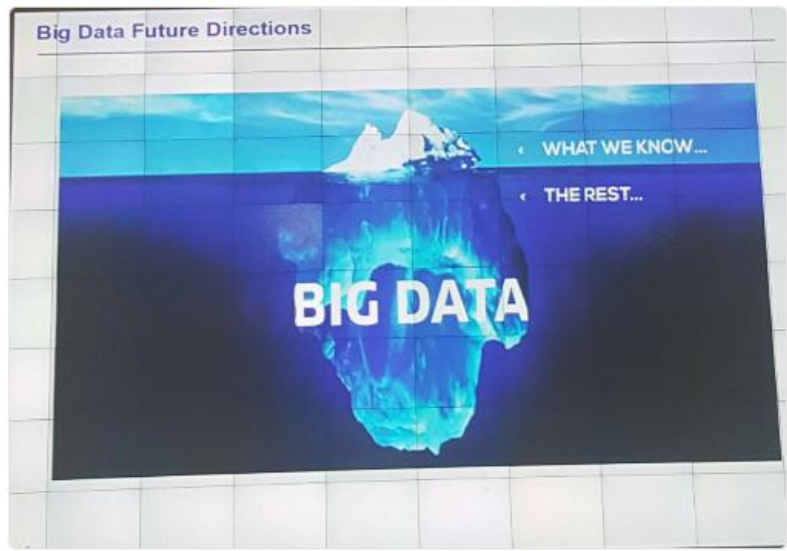 Big Data Future Directions
‹ WHAT WE KNOW...
‹ THE REST...
BIG DATA